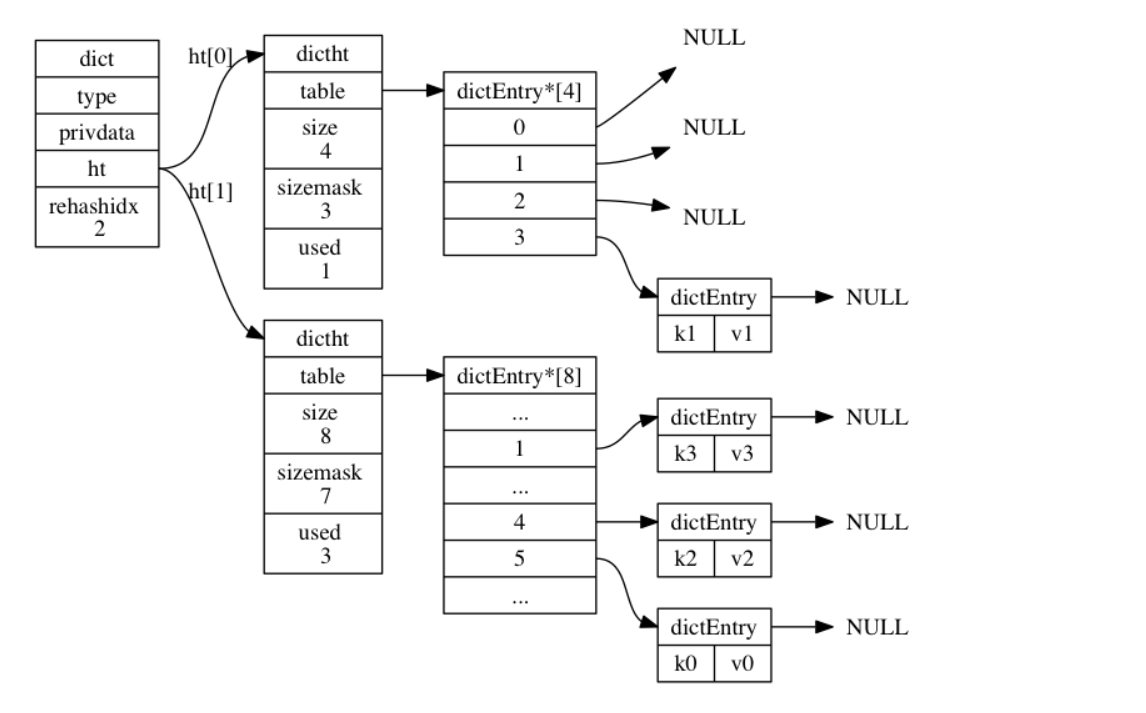 dict
type
privdata
ht
rehashidx
2
ht[0]
ht[1]
dictht
table
size
4
sizemask
3
used
1
dictEntry*[4]
0
1
2
3
NULL
NULL
NULL
dictEntry
k1 v1
NULL
dictht
table
size
8
sizemask
7
used
3
dictEntry*[8]
...
1
...
4
5
...
dictEntry
k3 v3
NULL
dictEntry
k2 v2
NULL
dictEntry
k0 v0
NULL